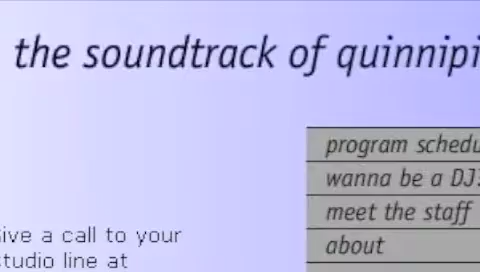 the soundtrack of quinnipi
program schedu
wanna be a DJ?
meet the staff
about
Give a call to your
studio line at